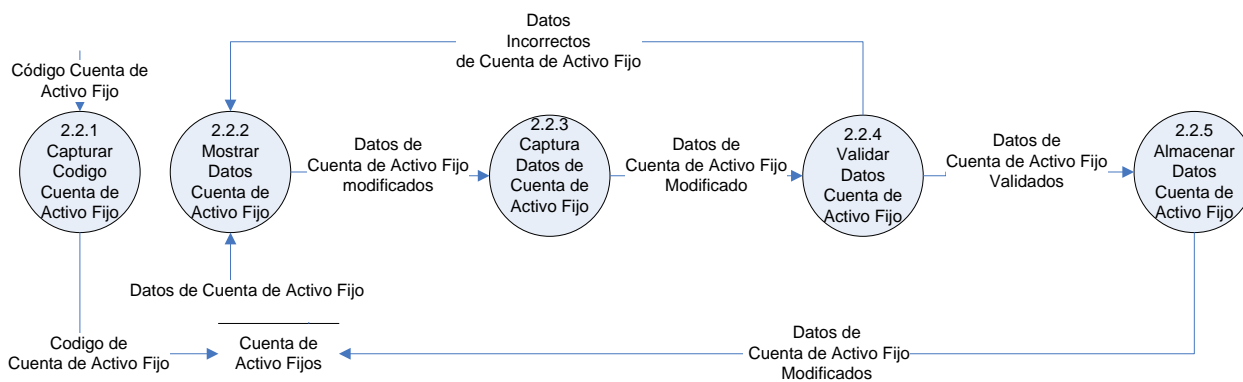 Datos
Incorrectos
de Cuenta de Activo Fijo
Código Cuenta de
Activo Fijo
2.2.1
Capturar
Codigo
Cuenta de
Activo Fijo
2.2.2
Mostrar
Datos
Cuenta de
Activo Fijo
Datos de
Cuenta de Activo Fijo
modificados
2.2.3
Captura
Datos de
Cuenta de
Activo Fijo
Datos de
Cuenta de Activo Fijo
Modificado
2.2.4
Validar
Datos
Cuenta de
Activo Fijo
Datos de
Cuenta de Activo Fijo
Validados
2.2.5
Almacenar
Datos
Cuenta de
Activo Fijo
Datos de Cuenta de Activo Fijo
Codigo de
Cuenta de Activo Fijo
Cuenta de
Activo Fijos
Datos de
Cuenta de Activo Fijo
Modificados